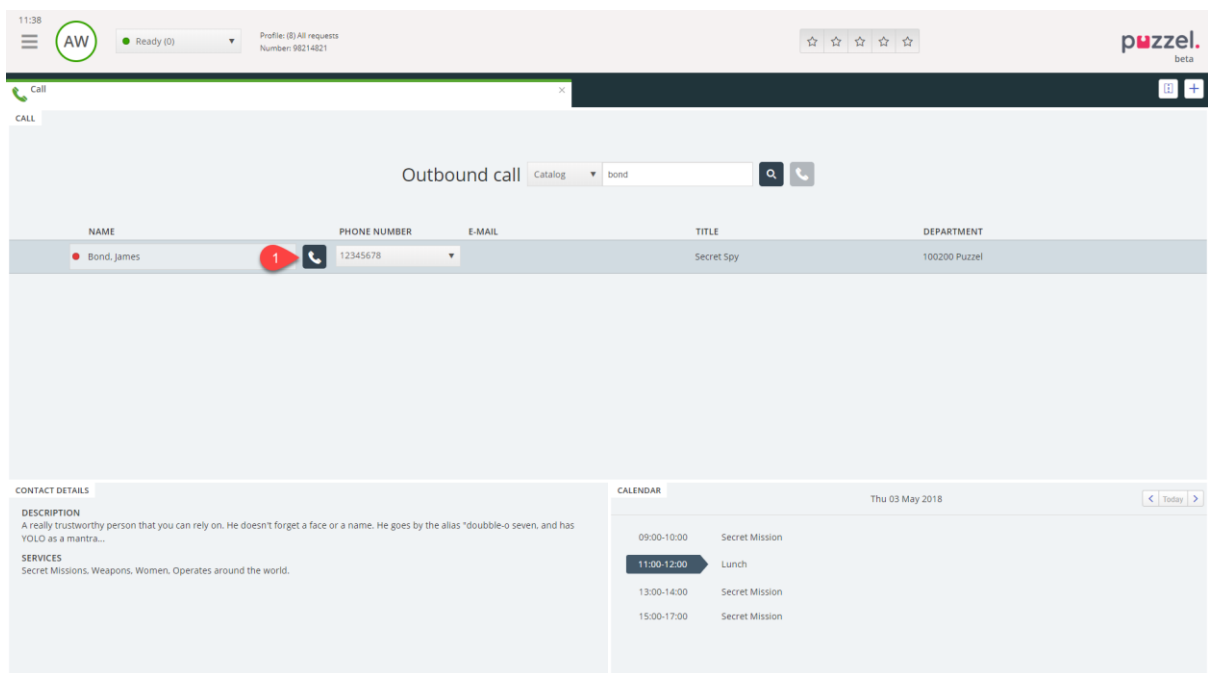 11:38
AW
Ready (0)
Profile: (8) All requests
Number: 98214821
puzzel.
beta
Call
CALL
Outbound call
Catalog
bond
NAME
PHONE NUMBER
E-MAIL
TITLE
DEPARTMENT
Bond, James
1
12345678
Secret Spy
100200 Puzzel
CONTACT DETAILS
DESCRIPTION
A really trustworthy person that you can rely on. He doesn't forget a face or a name. He goes by the alias "doubble-o seven, and has
YOLO as a mantra...
SERVICES
Secret Missions, Weapons, Women, Operates around the world.
CALENDAR
Thu 03 May 2018
Today
09:00-10:00 Secret Mission
11:00-12:00 Lunch
13:00-14:00 Secret Mission
15:00-17:00 Secret Mission